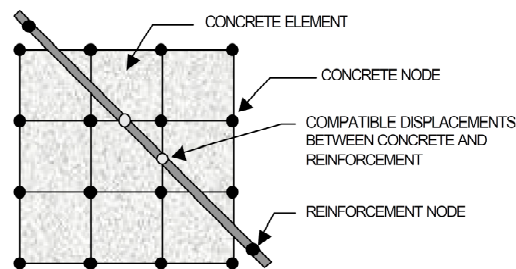 CONCRETE ELEMENT
CONCRETE NODE
COMPATIBLE DISPLACEMENTS
BETWEEN CONCRETE AND
REINFORCEMENT
REINFORCEMENT NODE